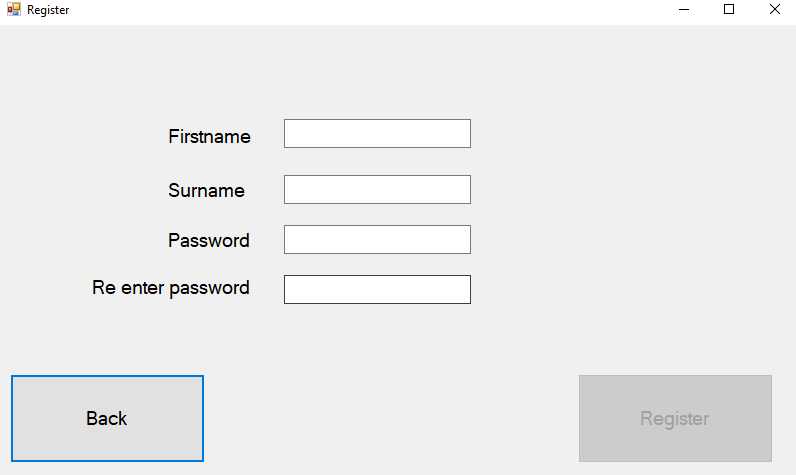 Register
Firstname
Surname
Password
Re enter password
Back
Register